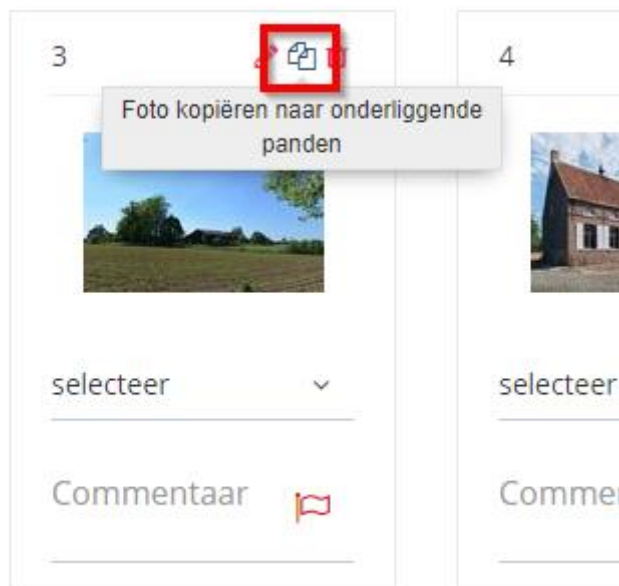 3
4
Foto kopiëren naar onderliggende
panden
selecteer
selecteer
Commentaar